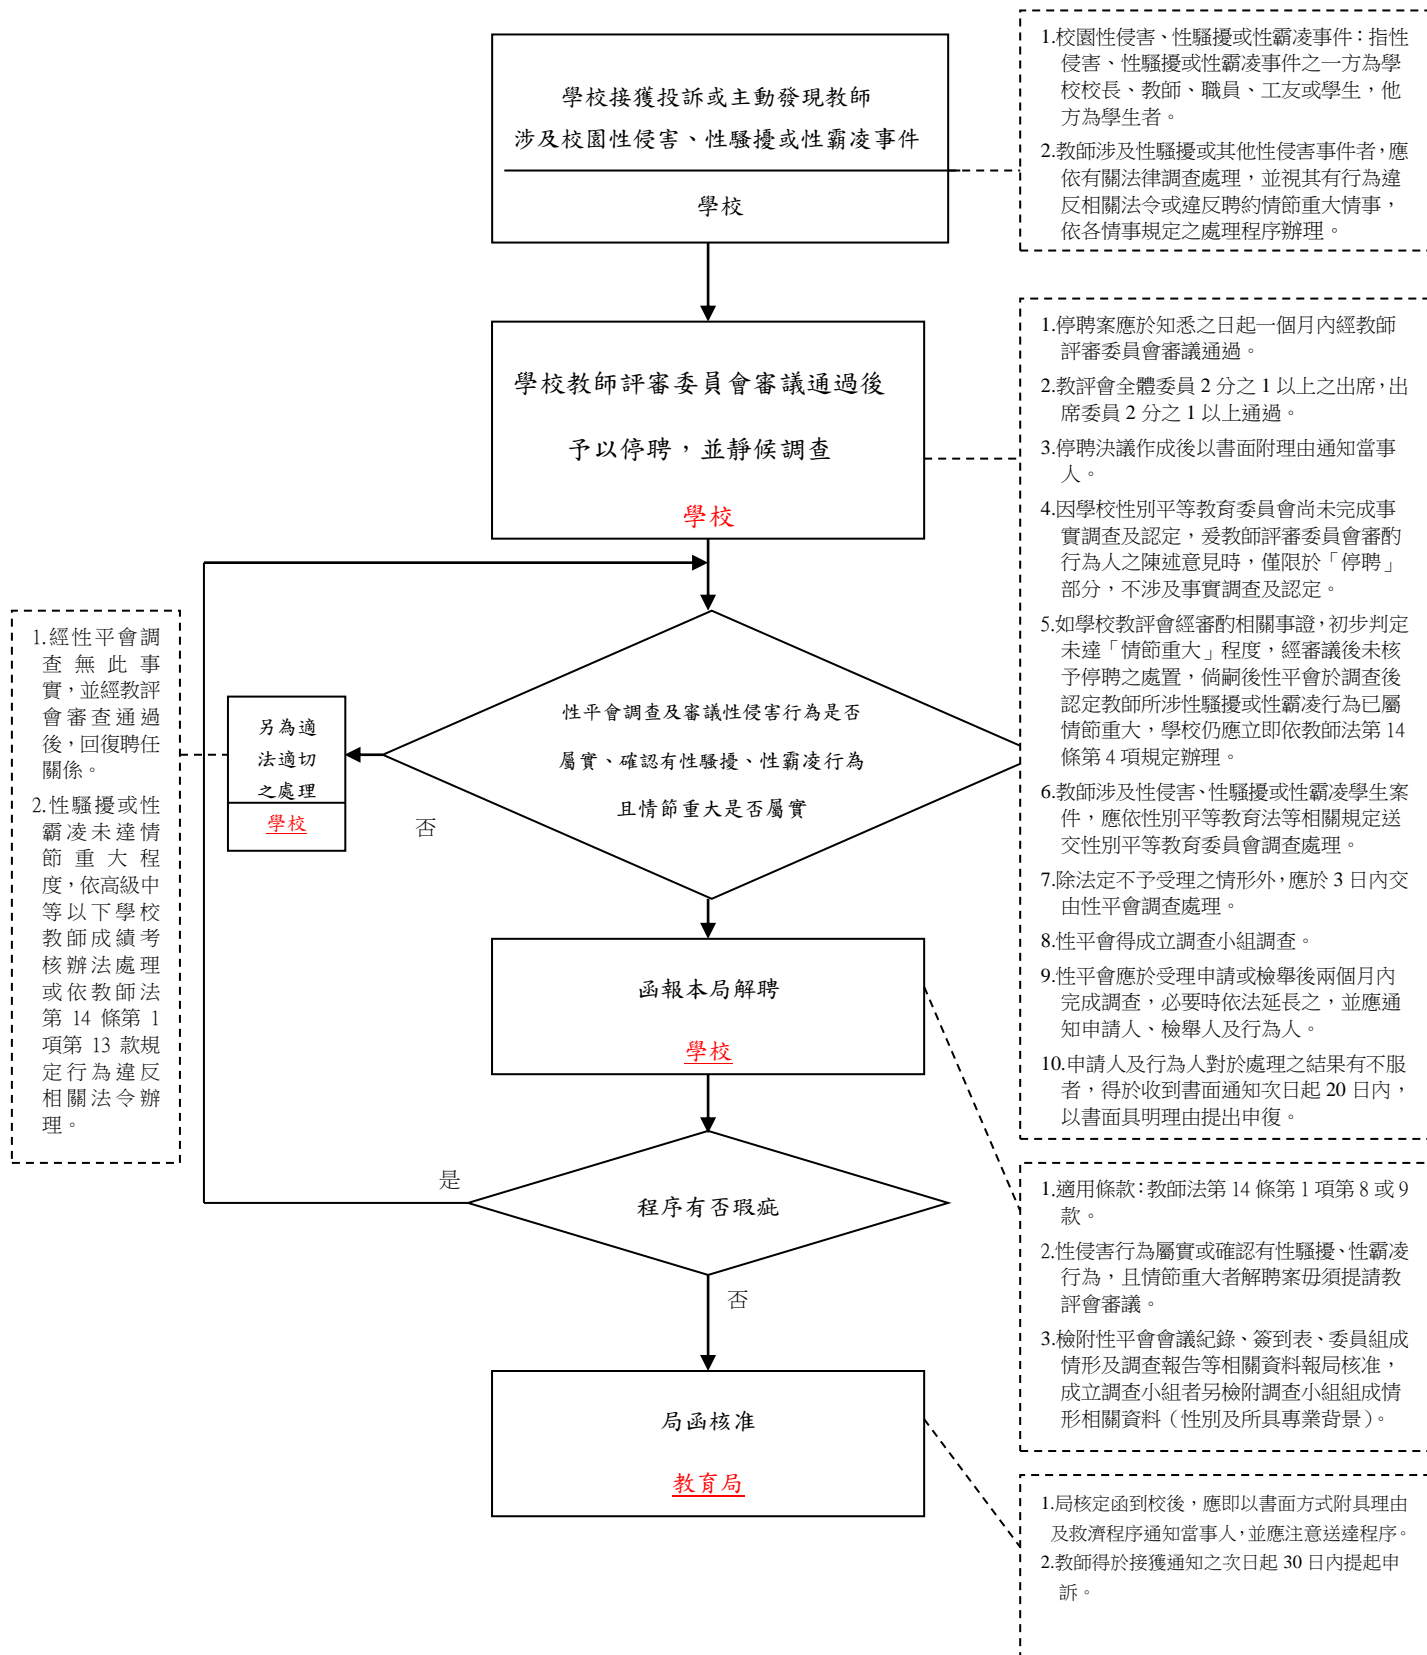 學校接獲投訴或主動發現教師
涉及校園性侵害、性騷擾或性霸凌事件
學校
1.校園性侵害、性騷擾或性霸凌事件：指性
侵害、性騷擾或性霸凌事件之一方為學
校校長、教師、職員、工友或學生，他
方為學生者。
2.教師涉及性騷擾或其他性侵害事件者，應
依有關法律調查處理，並視其有行為違
反相關法令或違反聘約情節重大情事，
依各情事規定之處理程序辦理。
學校教師評審委員會審議通過後
予以停聘，並靜候調查
學校
1.停聘案應於知悉之日起一個月內經教師
評審委員會審議通過。
2.教評會全體委員 2 分之 1 以上之出席，出
席委員 2 分之 1 以上通過。
3.停聘決議作成後以書面附理由通知當事
人。
4.因學校性別平等教育委員會尚未完成事
實調查及認定，爰教師評審委員會審酌
行為人之陳述意見時，僅限於「停聘」
部分，不涉及事實調查及認定。
5.如學校教評會經審酌相關事證，初步判定
未達「情節重大」程度，經審議後未核
予停聘之處置，倘嗣後性平會於調查後
認定教師所涉性騷擾或性霸凌行為已屬
情節重大，學校仍應立即依教師法第 14
條第 4 項規定辦理。
6.教師涉及性侵害、性騷擾或性霸凌學生案
件，應依性別平等教育法等相關規定送
交性別平等教育委員會調查處理。
7.除法定不予受理之情形外，應於 3 日內交
由性平會調查處理。
8.性平會得成立調查小組調查。
9.性平會應於受理申請或檢舉後兩個月內
完成調查，必要時依法延長之，並應通
知申請人、檢舉人及行為人。
10.申請人及行為人對於處理之結果有不服
者，得於收到書面通知次日起 20 日內，
以書面具明理由提出申復。
性平會調查及審議性侵害行為是否
屬實、確認有性騷擾、性霸凌行為
且情節重大是否屬實
否
另為適
法適切
之處理
學校
1.經性平會調
查無此事
實，並經教評
會審查通過
後，回復聘任
關係。
2.性騷擾或性
霸凌未達情
節重大程
度，依高級中
等以下學校
教師成績考
核辦法處理
或依教師法
第 14 條第 1
項第 13 款規
定行為違反
相關法令辦
理。
函報本局解聘
學校
1.適用條款：教師法第 14 條第 1 項第 8 或 9
款。
2.性侵害行為屬實或確認有性騷擾、性霸凌
行為，且情節重大者解聘案毋須提請教
評會審議。
3.檢附性平會會議紀錄、簽到表、委員組成
情形及調查報告等相關資料報局核准，
成立調查小組者另檢附調查小組組成情
形相關資料（性別及所具專業背景）。
是
程序有否瑕疵
否
局函核准
教育局
1.局核定函到校後，應即以書面方式附具理由
及救濟程序通知當事人，並應注意送達程序。
2.教師得於接獲通知之次日起 30 日內提起申
訴。